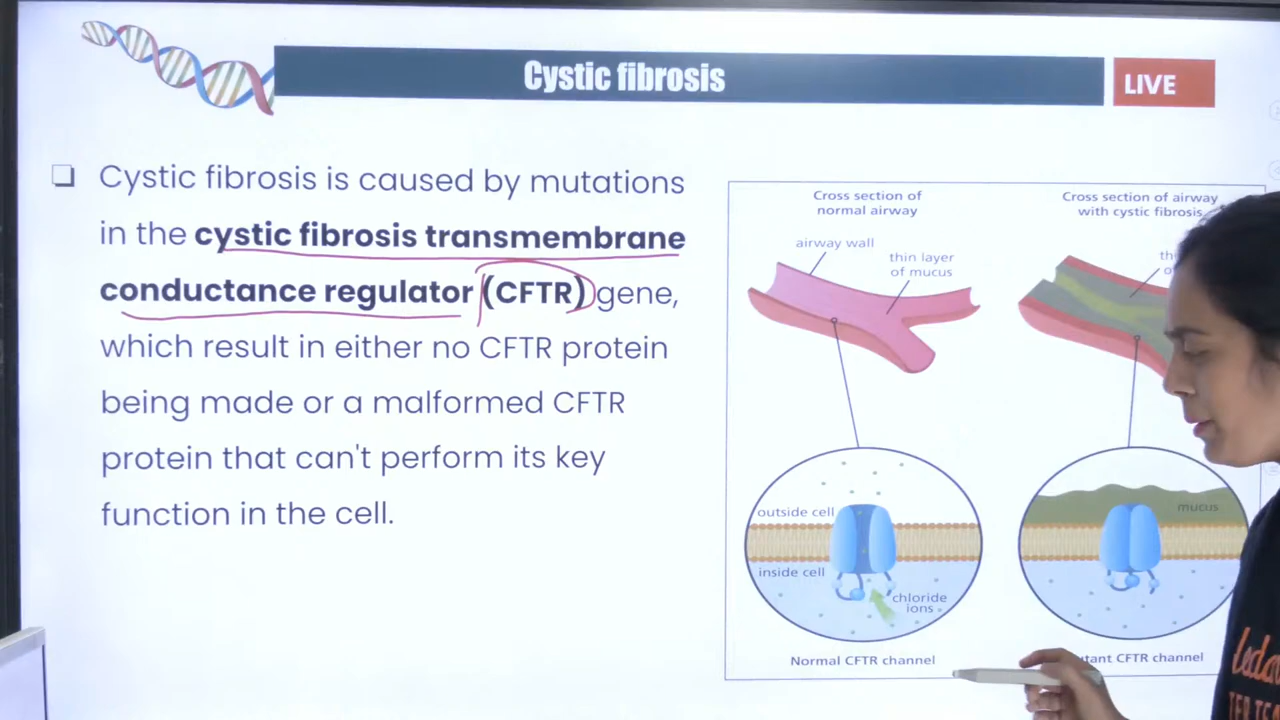 Cystic fibrosis
LIVE
Cystic fibrosis is caused by mutations
in the cystic fibrosis transmembrane
conductance regulator (CFTR) gene,
which result in either no CFTR protein
being made or a malformed CFTR
protein that can't perform its key
function in the cell.
Cross section of
normal airway
airway wall
thin layer
of mucus
outside cell
inside cell
chloride
ions
Normal CFTR channel
Cross section of airway
with cystic fibrosis
mucus
CFTR channel